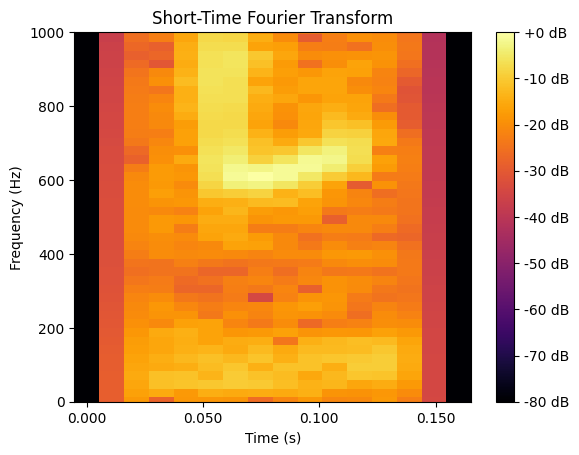 Short-Time Fourier Transform
1000
800
600
400
200
0
Frequency (Hz)
0.000
0.050
0.100
0.150
Time (s)
+0 dB
-10 dB
-20 dB
-30 dB
-40 dB
-50 dB
-60 dB
-70 dB
-80 dB